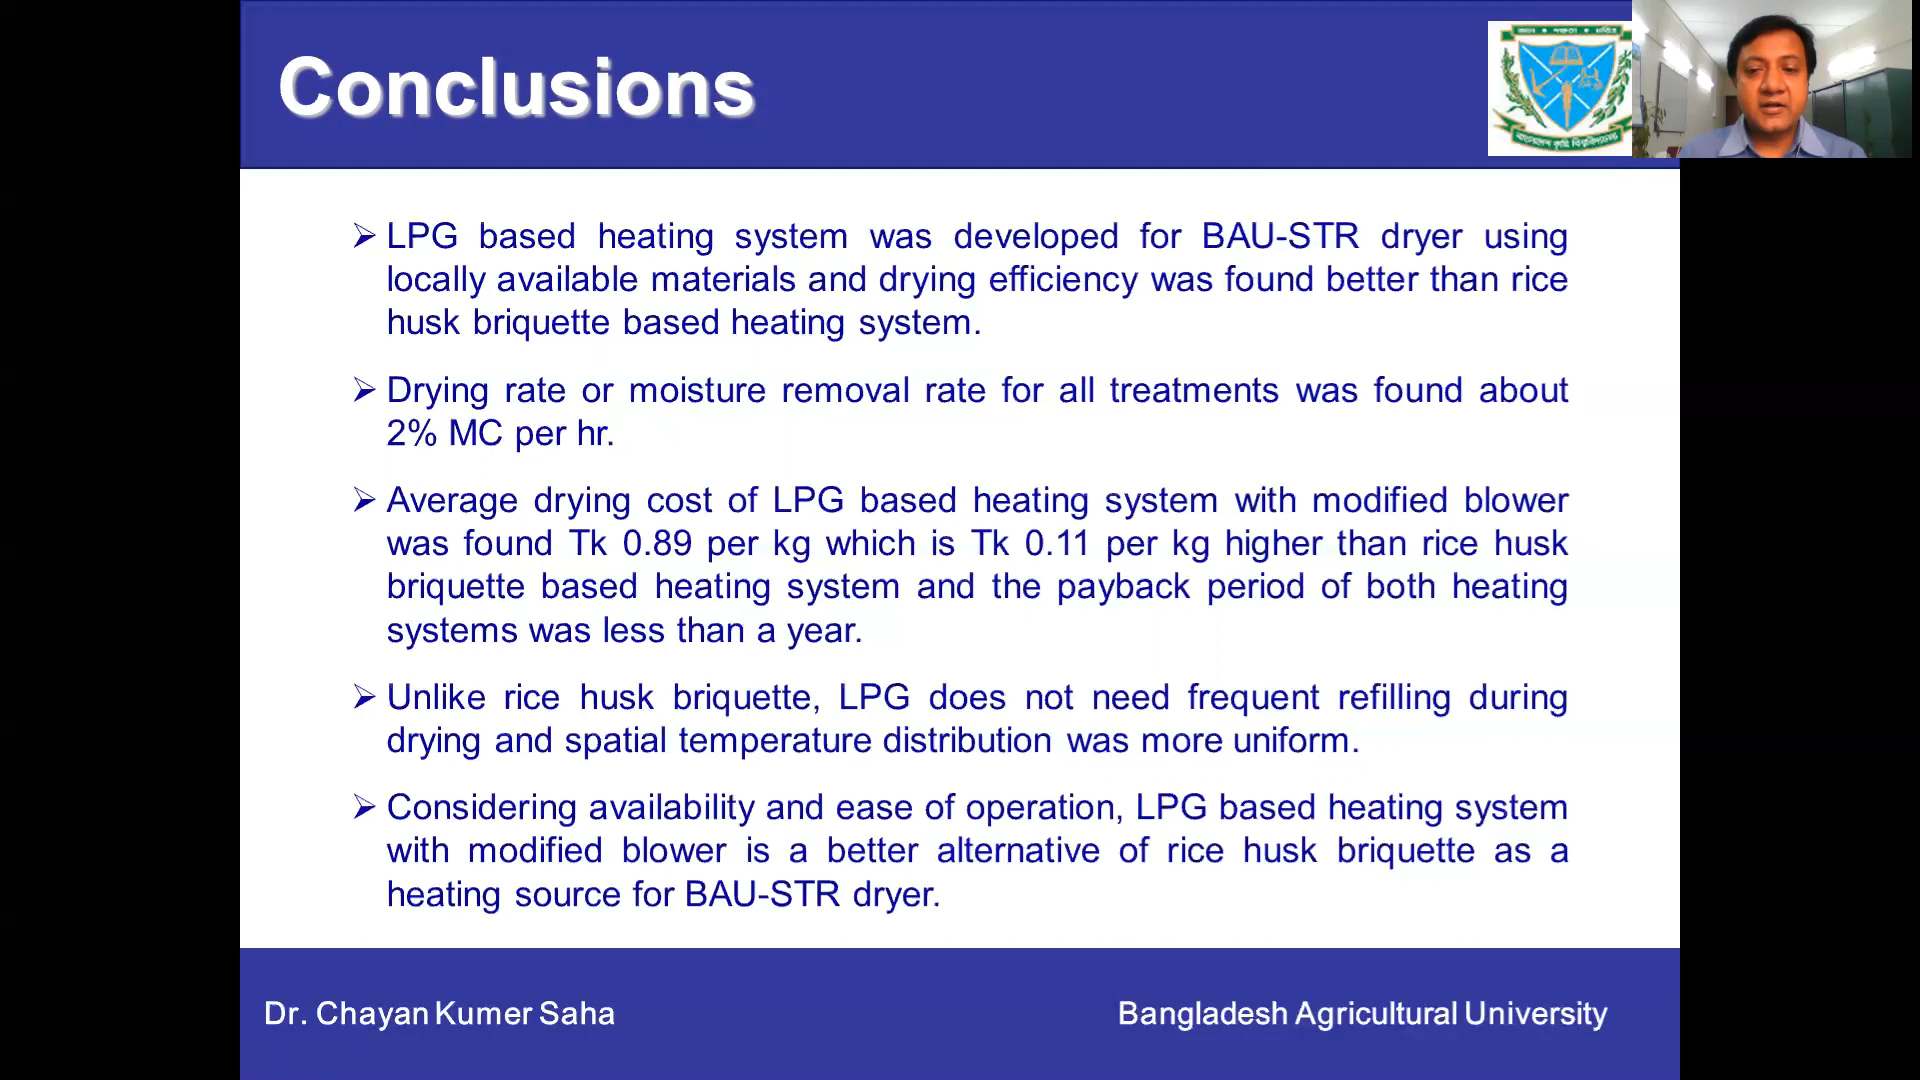 Conclusions
বাংলাদেশ কৃষি বিশ্ববিদ্যালয়
➢ LPG based heating system was developed for BAU-STR dryer using
locally available materials and drying efficiency was found better than rice
husk briquette based heating system.
➢ Drying rate or moisture removal rate for all treatments was found about
2% MC per hr.
➢ Average drying cost of LPG based heating system with modified blower
was found Tk 0.89 per kg which is Tk 0.11 per kg higher than rice husk
briquette based heating system and the payback period of both heating
systems was less than a year.
➢ Unlike rice husk briquette, LPG does not need frequent refilling during
drying and spatial temperature distribution was more uniform.
➢ Considering availability and ease of operation, LPG based heating system
with modified blower is a better alternative of rice husk briquette as a
heating source for BAU-STR dryer.
Dr. Chayan Kumer Saha
Bangladesh Agricultural University